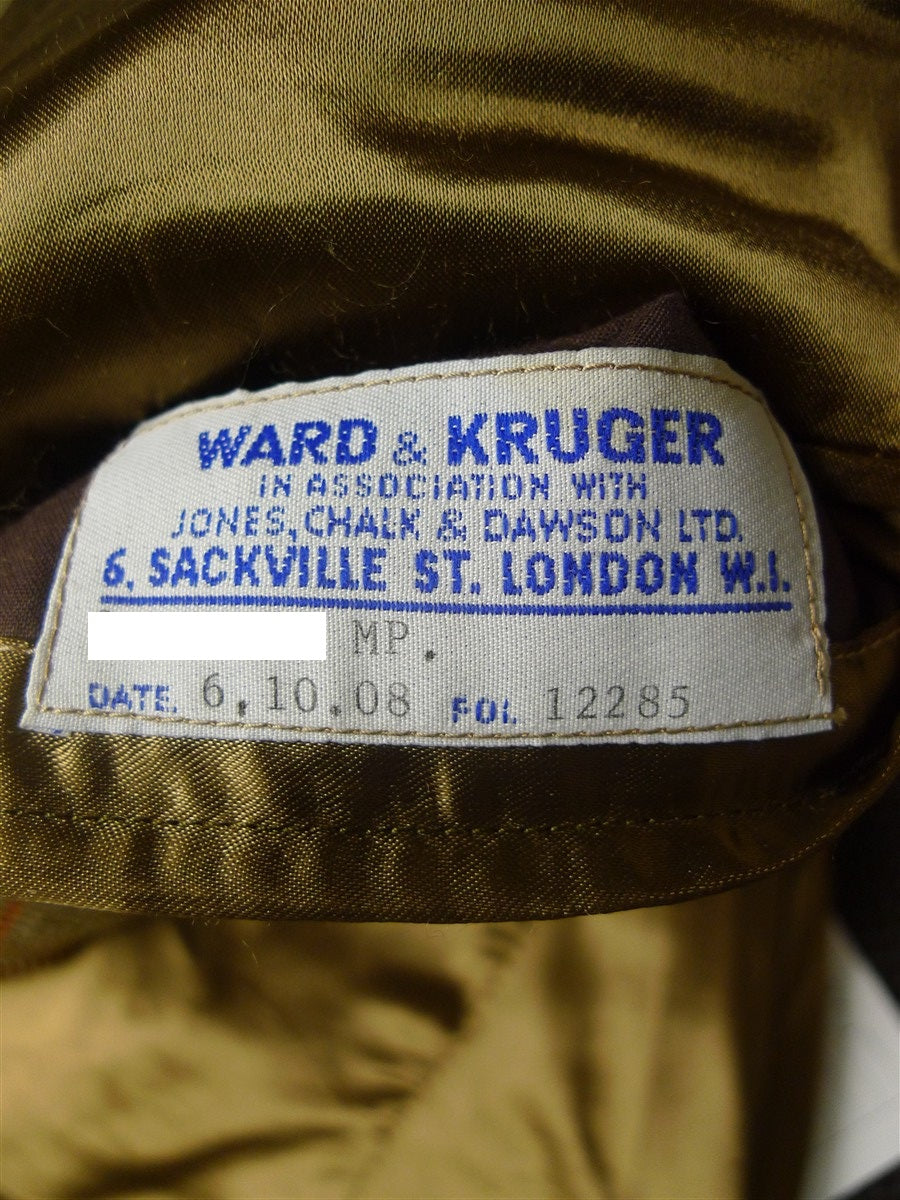 WARD & KRUGER
IN ASSOCIATION WITH
JONES, CHALK & DAWSON LTD.
6, SACKVILLE ST. LONDON W.1.
MP.
DATE. 6.10.08 FOL 12285